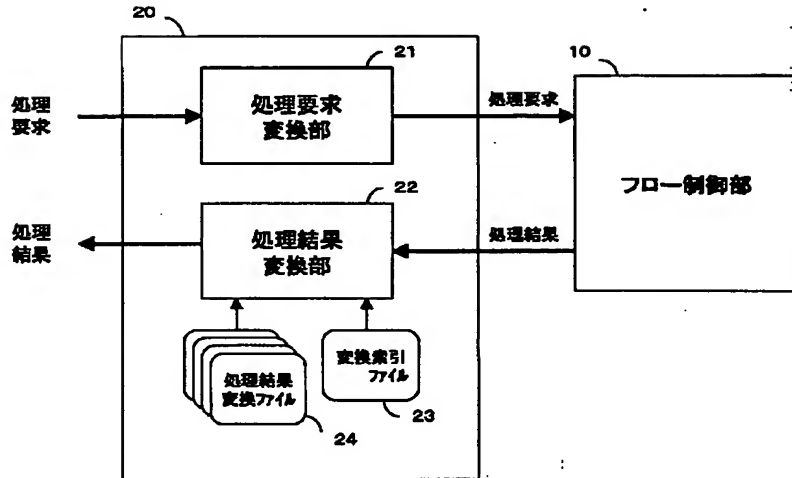 20
21
10
処理
要求
処理要求
変換部
処理要求
フロー制御部
22
処理
結果
処理結果
変換部
処理結果
処理結果
変換ファイル
24
変換索引
ファイル
23